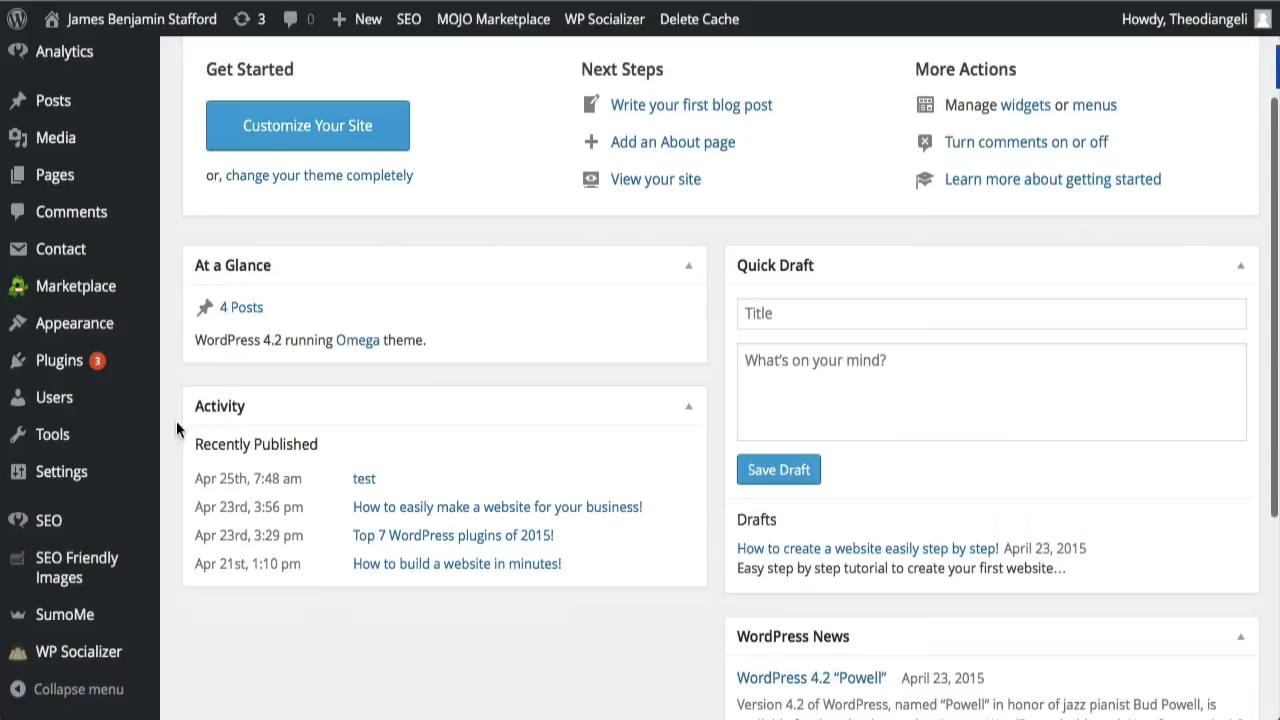 James Benjamin Stafford 3 0 New SEO MOJO Marketplace WP Socializer Delete Cache Howdy, Theodiangeli
Analytics
Posts
Media
Pages
Comments
Contact
Marketplace
Appearance
Plugins 3
Users
Tools
Settings
SEO
SEO Friendly
Images
SumoMe
WP Socializer
Collapse menu
Get Started
Customize Your Site
or, change your theme completely
Next Steps
Write your first blog post
Add an About page
View your site
More Actions
Manage widgets or menus
Turn comments on or off
Learn more about getting started
At a Glance
4 Posts
WordPress 4.2 running Omega theme.
Activity
Recently Published
Apr 25th, 7:48 am test
Apr 23rd, 3:56 pm How to easily make a website for your business!
Apr 23rd, 3:29 pm Top 7 WordPress plugins of 2015!
Apr 21st, 1:10 pm How to build a website in minutes!
Quick Draft
Title
What's on your mind?
Save Draft
Drafts
How to create a website easily step by step! April 23, 2015
Easy step by step tutorial to create your first website…
WordPress News
WordPress 4.2 “Powell” April 23, 2015
Version 4.2 of WordPress, named “Powell” in honor of jazz pianist Bud Powell, is